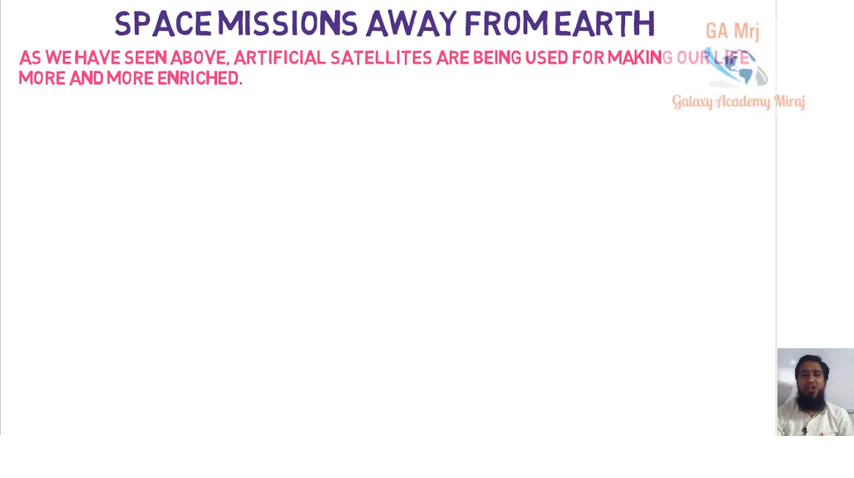 SPACE MISSIONS AWAY FROM EARTH
GA Mrj
AS WE HAVE SEEN ABOVE, ARTIFICIAL SATELLITES ARE BEING USED FOR MAKING OUR LIFE
MORE AND MORE ENRICHED.
Galaxy Academy Miraj